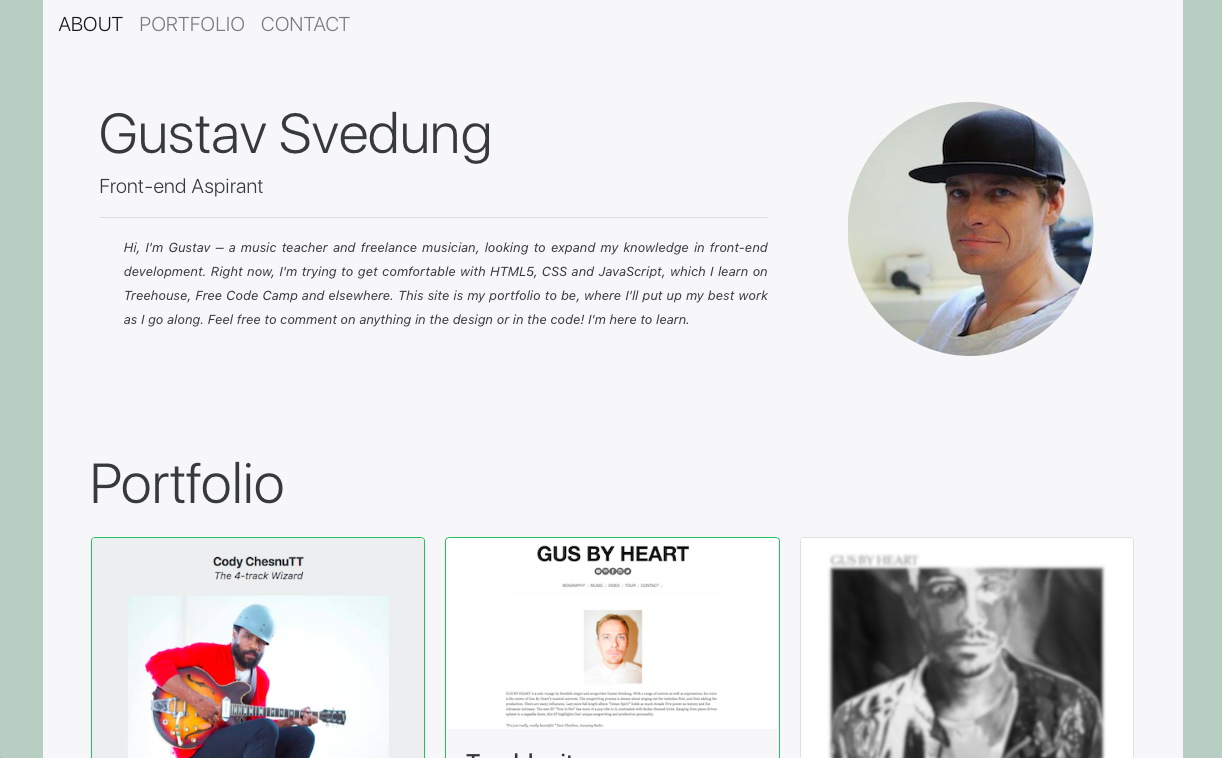 ABOUT PORTFOLIO CONTACT
Gustav Svedung
Front-end Aspirant
Hi, I'm Gustav – a music teacher and freelance musician, looking to expand my knowledge in front-end
development. Right now, I'm trying to get comfortable with HTML5, CSS and JavaScript, which I learn on
Treehouse, Free Code Camp and elsewhere. This site is my portfolio to be, where I'll put up my best work
as I go along. Feel free to comment on anything in the design or in the code! I'm here to learn.
Portfolio
Cody ChesnuTT
The 4-track Wizard
GUS BY HEART
BIOGRAPHY MUSIC VIDEO TOUR CONTACT
GUS BY HEART